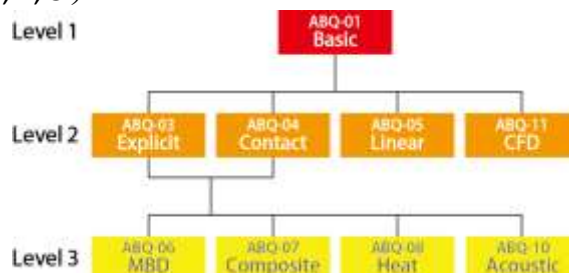 Level 1
ABQ-01
Basic
Level 2
ABQ-03
Explicit
ABQ-04
Contact
ABQ-05
Linear
ABQ-11
CFD
Level 3
ABQ-06
MBD
ABQ-07
Composite
ABQ-08
Heat
ABQ-10
Acoustic